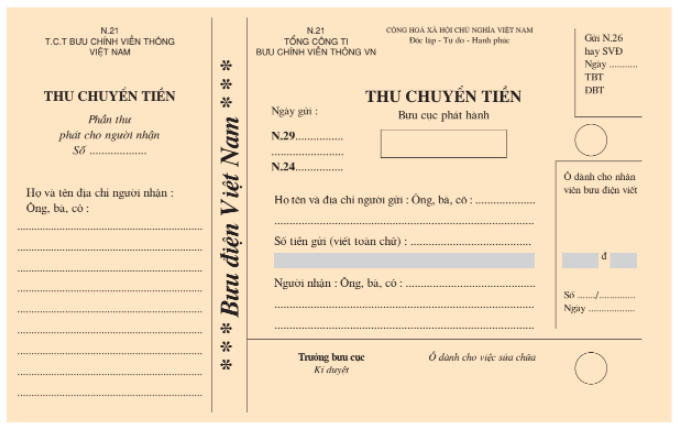 N.21
T.C.T BƯU CHÍNH VIỄN THÔNG
VIỆT NAM
THƯ CHUYỂN TIỀN
Phần thư
phát cho người nhận
Số ...................
Họ và tên địa chỉ người nhận :
Ông, bà, cô :
..............................................................
..............................................................
..............................................................
..............................................................
..............................................................
..............................................................
..............................................................
..............................................................
..............................................................
*** Bưu điện Việt Nam ***
N.21
TỔNG CÔNG TI
BƯU CHÍNH VIỄN THÔNG VN
CỘNG HOÀ XÃ HỘI CHỦ NGHĨA VIỆT NAM
Độc lập - Tự do - Hạnh phúc
THƯ CHUYỂN TIỀN
Ngày gửi :
Bưu cục phát hành
N.29................
........................
N.24................
Họ tên và địa chỉ người gửi : Ông, bà, cô : ....................
......................................................................................
Số tiền gửi (viết toàn chữ) : ........................................
Người nhận : Ông, bà, cô : ...........................................
......................................................................................
......................................................................................
Gửi N.26
hay SVĐ
Ngày ...........
TBT
ĐBT
Ô dành cho nhân
viên bưu điện viết
đ
Số ......./.............
Ngày .................
Trưởng bưu cục
Kí duyệt
Ô dành cho việc sửa chữa